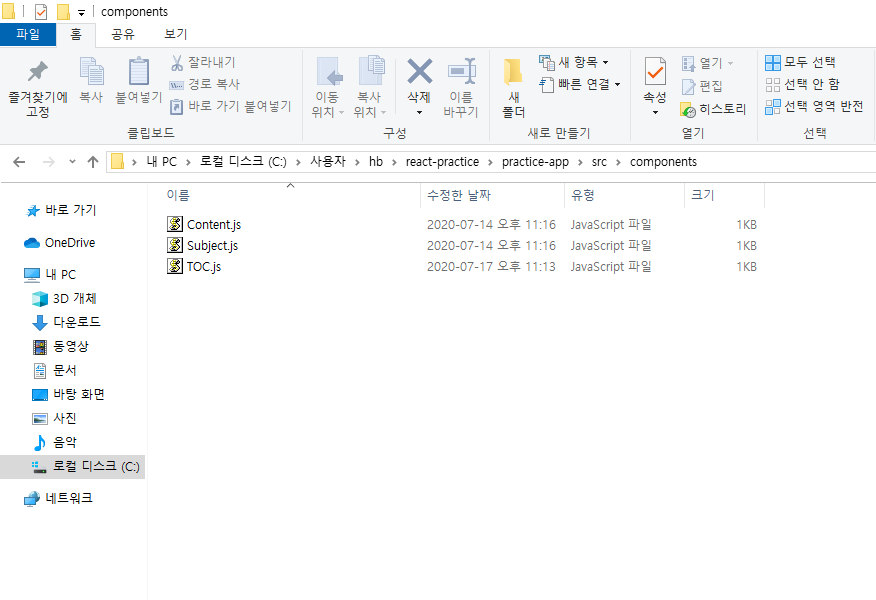 components
파일 홈 공유 보기
즐겨찾기에 고정
복사
붙여넣기
잘라내기
경로 복사
바로 가기 붙여넣기
클립보드
이동 위치
복사 위치
삭제
이름 바꾸기
구성
새 폴더
새 항목
빠른 연결
새로 만들기
속성
열기
편집
히스토리
열기
모두 선택
선택 안 함
선택 영역 반전
선택
내 PC > 로컬 디스크 (C:) > 사용자 > hb > react-practice > practice-app > src > components
이름 수정한 날짜 유형 크기
Content.js 2020-07-14 오후 11:16 JavaScript 파일 1KB
Subject.js 2020-07-14 오후 11:16 JavaScript 파일 1KB
TOC.js 2020-07-17 오후 11:13 JavaScript 파일 1KB
바로 가기
OneDrive
내 PC
3D 개체
다운로드
동영상
문서
바탕 화면
사진
음악
로컬 디스크 (C:)
네트워크